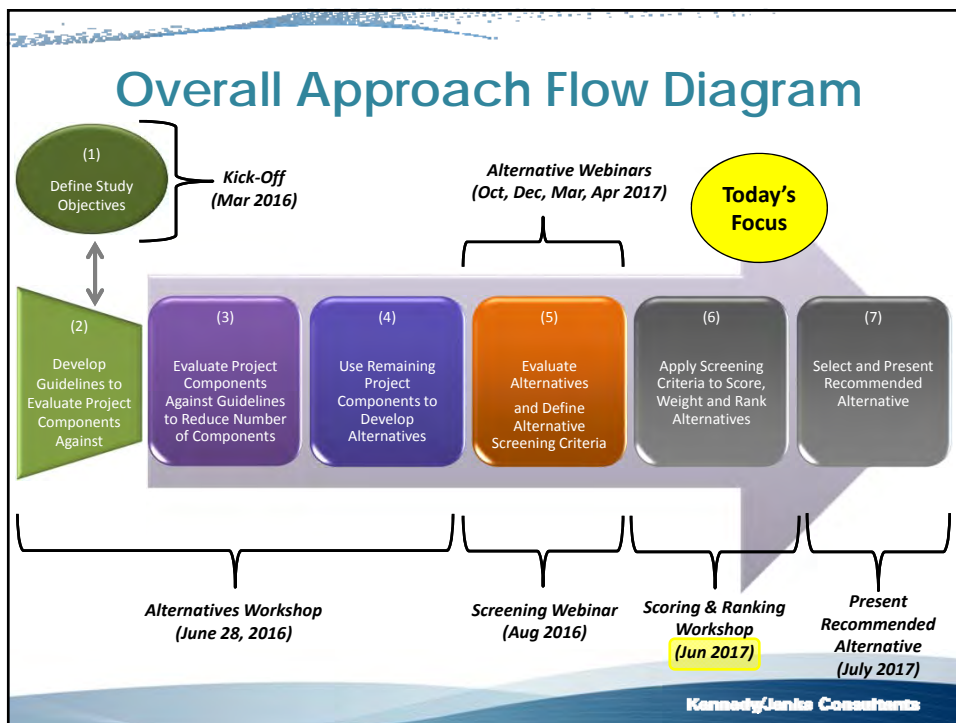 Overall Approach Flow Diagram
(1)
Define Study
Objectives
Kick-Off
(Mar 2016)
Alternative Webinars
(Oct, Dec, Mar, Apr 2017)
Today's
Focus
(2)
Develop
Guidelines to
Evaluate Project
Components
Against
(3)
Evaluate Project
Components
Against Guidelines
to Reduce Number
of Components
(4)
Use Remaining
Project
Components to
Develop
Alternatives
(5)
Evaluate
Alternatives
and Define
Alternative
Screening Criteria
(6)
Apply Screening
Criteria to Score,
Weight and Rank
Alternatives
(7)
Select and Present
Recommended
Alternative
Alternatives Workshop
(June 28, 2016)
Screening Webinar
(Aug 2016)
Scoring & Ranking
Workshop
(Jun 2017)
Present
Recommended
Alternative
(July 2017)
Kennedy/Jenks Consultants